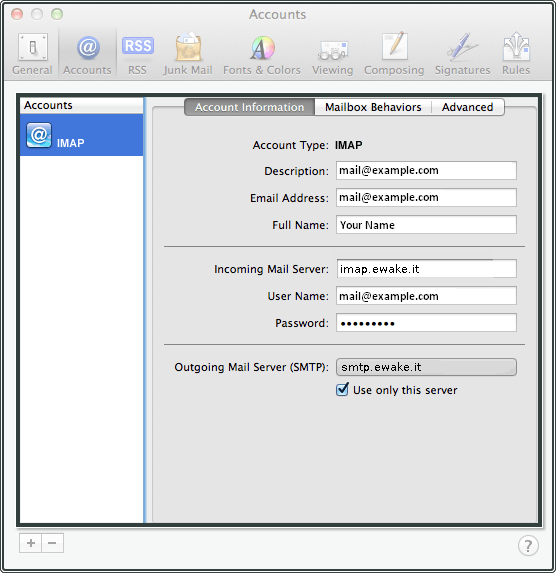 Accounts
General Accounts RSS Junk Mail Fonts & Colors Viewing Composing Signatures Rules
Accounts
IMAP
Account Information Mailbox Behaviors Advanced
Account Type: IMAP
Description: mail@example.com
Email Address: mail@example.com
Full Name: Your Name
Incoming Mail Server: imap.ewake.it
User Name: mail@example.com
Password: •••••••••
Outgoing Mail Server (SMTP): smtp.ewake.it
Use only this server